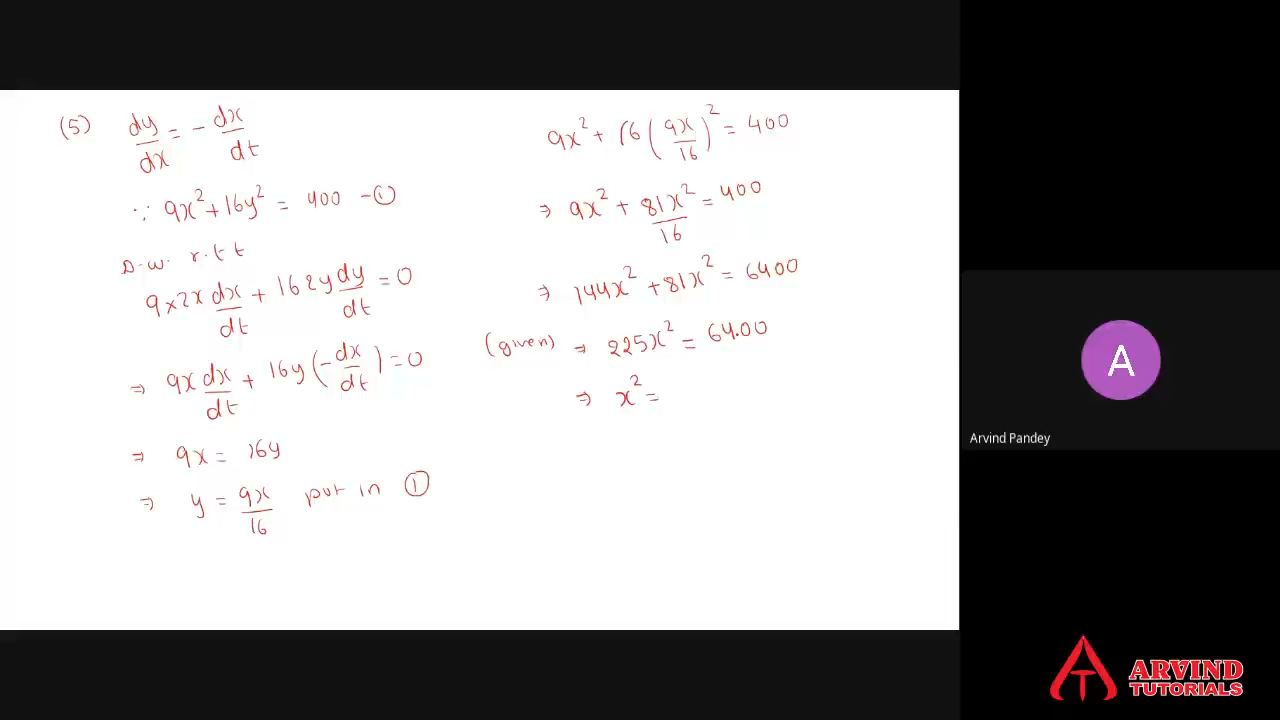 (5) dy/dx = - dx/dt
∵ 9x² + 16y² = 400 - ①
D.w. r.t t
9×2x dx/dt + 16 2y dy/dt = 0
⇒ 9x dx/dt + 16y (- dx/dt) = 0 (given)
⇒ 9x = 16y
⇒ y = 9x/16 put in ①
9x² + 16 (9x/16)² = 400
⇒ 9x² + 81x²/16 = 400
⇒ 144x² + 81x² = 6400
⇒ 225x² = 6400
⇒ x² =
A
Arvind Pandey
ARVIND
TUTORIALS